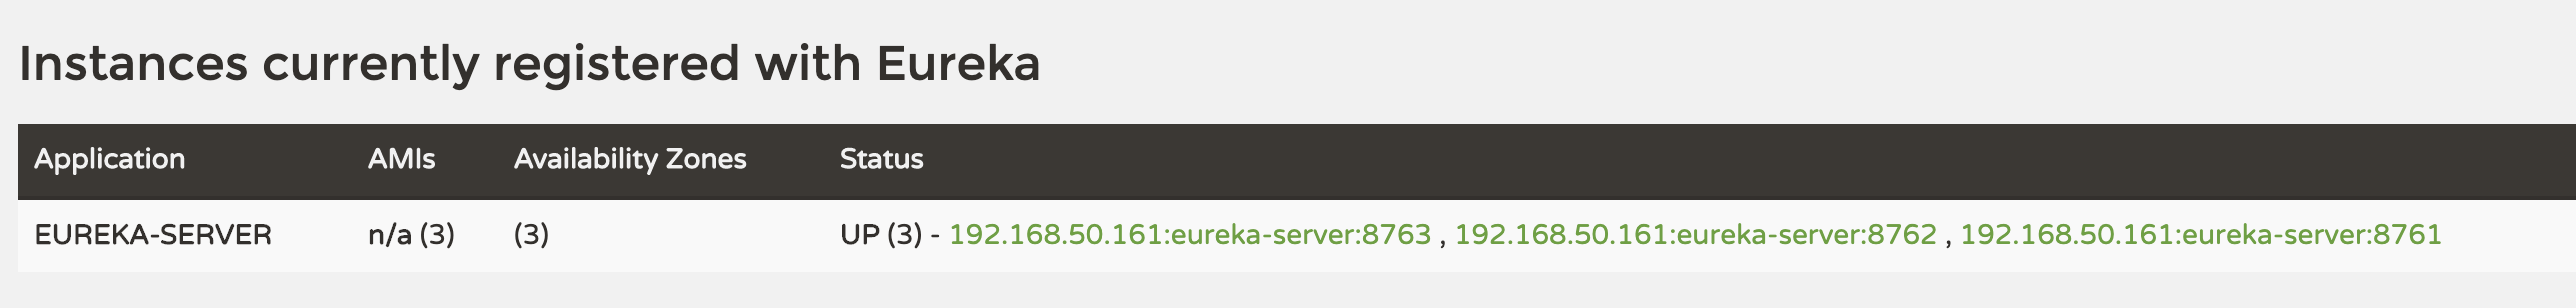 Instances currently registered with Eureka
Application AMIs Availability Zones Status
EUREKA-SERVER n/a (3) (3) UP (3) - 192.168.50.161:eureka-server:8763 , 192.168.50.161:eureka-server:8762 , 192.168.50.161:eureka-server:8761